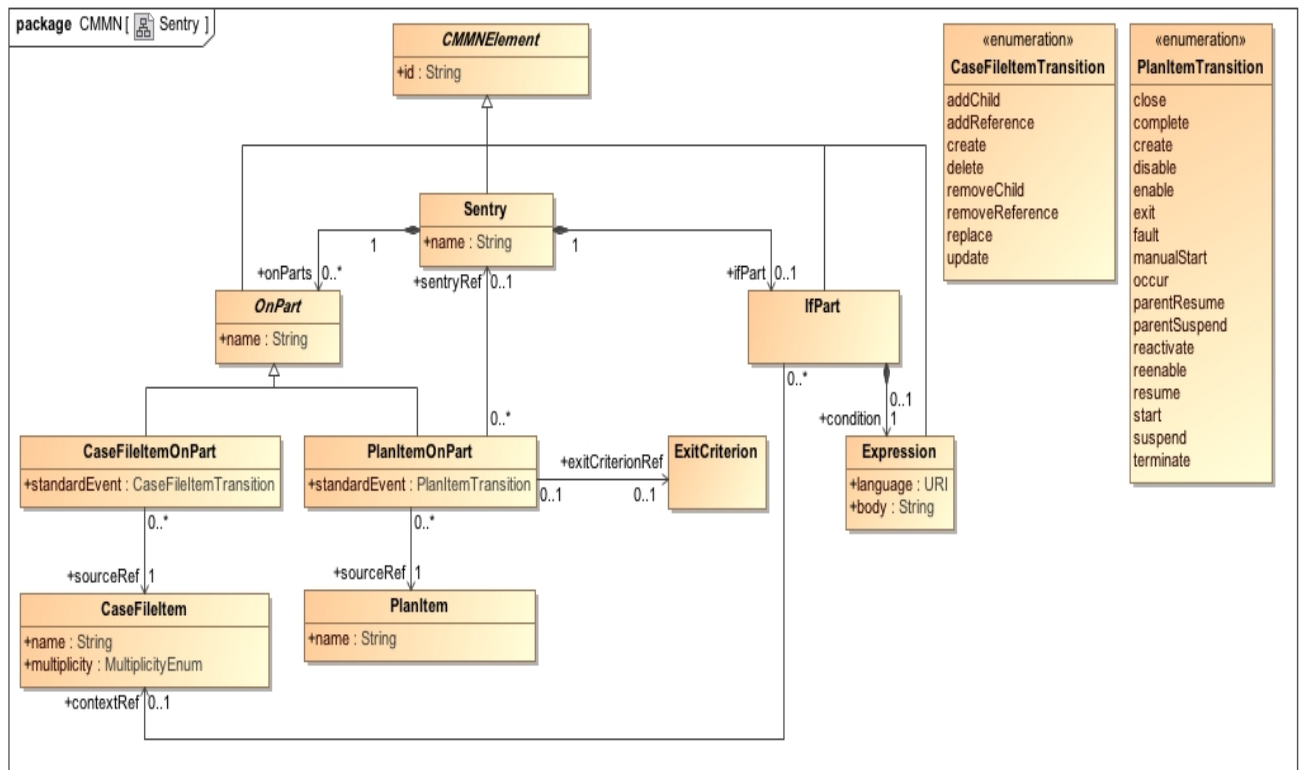 package CMMN [ Sentry ]
CMMNElement
+id : String
«enumeration»
CaseFileItemTransition
addChild
addReference
create
delete
removeChild
removeReference
replace
update
«enumeration»
PlanItemTransition
close
complete
create
disable
enable
exit
fault
manualStart
occur
parentResume
parentSuspend
reactivate
reenable
resume
start
suspend
terminate
Sentry
+name : String
1
1
+onParts 0..*
+sentryRef 0..1
+ifPart 0..1
OnPart
+name : String
IfPart
0..*
0..1
0..*
+condition 1
CaseFileItemOnPart
+standardEvent : CaseFileItemTransition
PlanItemOnPart
+standardEvent : PlanItemTransition
+exitCriterionRef
0..1
0..1
ExitCriterion
Expression
+language : URI
+body : String
0..*
0..*
+sourceRef 1
+sourceRef 1
CaseFileItem
+name : String
+multiplicity : MultiplicityEnum
PlanItem
+name : String
+contextRef 0..1